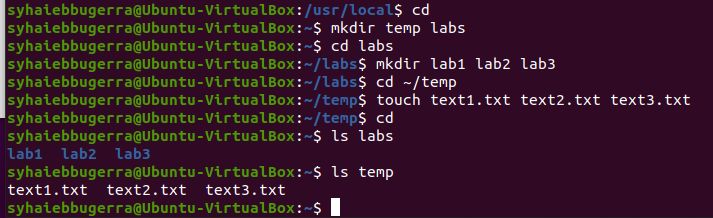 syhaiebbugerra@Ubuntu-VirtualBox:/usr/local$ cd
syhaiebbugerra@Ubuntu-VirtualBox:~$ mkdir temp labs
syhaiebbugerra@Ubuntu-VirtualBox:~$ cd labs
syhaiebbugerra@Ubuntu-VirtualBox:~/labs$ mkdir lab1 lab2 lab3
syhaiebbugerra@Ubuntu-VirtualBox:~/labs$ cd ~/temp
syhaiebbugerra@Ubuntu-VirtualBox:~/temp$ touch text1.txt text2.txt text3.txt
syhaiebbugerra@Ubuntu-VirtualBox:~/temp$ cd
syhaiebbugerra@Ubuntu-VirtualBox:~$ ls labs
lab1  lab2  lab3
syhaiebbugerra@Ubuntu-VirtualBox:~$ ls temp
text1.txt  text2.txt  text3.txt
syhaiebbugerra@Ubuntu-VirtualBox:~$